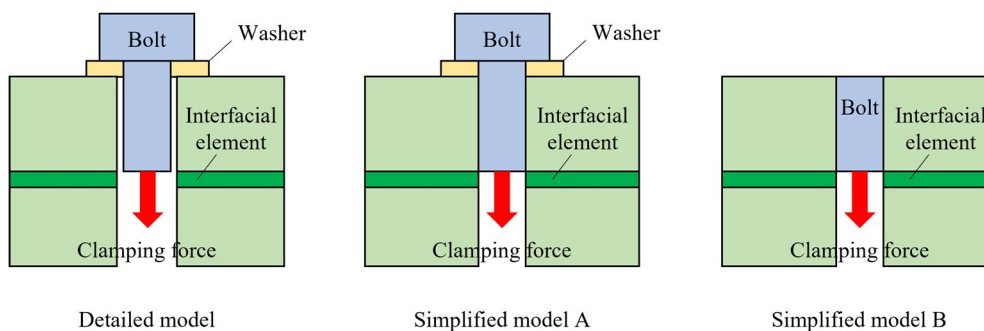 Bolt
Washer
Interfacial
element
Clamping force
Detailed model
Bolt
Washer
Interfacial
element
Clamping force
Simplified model A
Bolt
Interfacial
element
Clamping force
Simplified model B